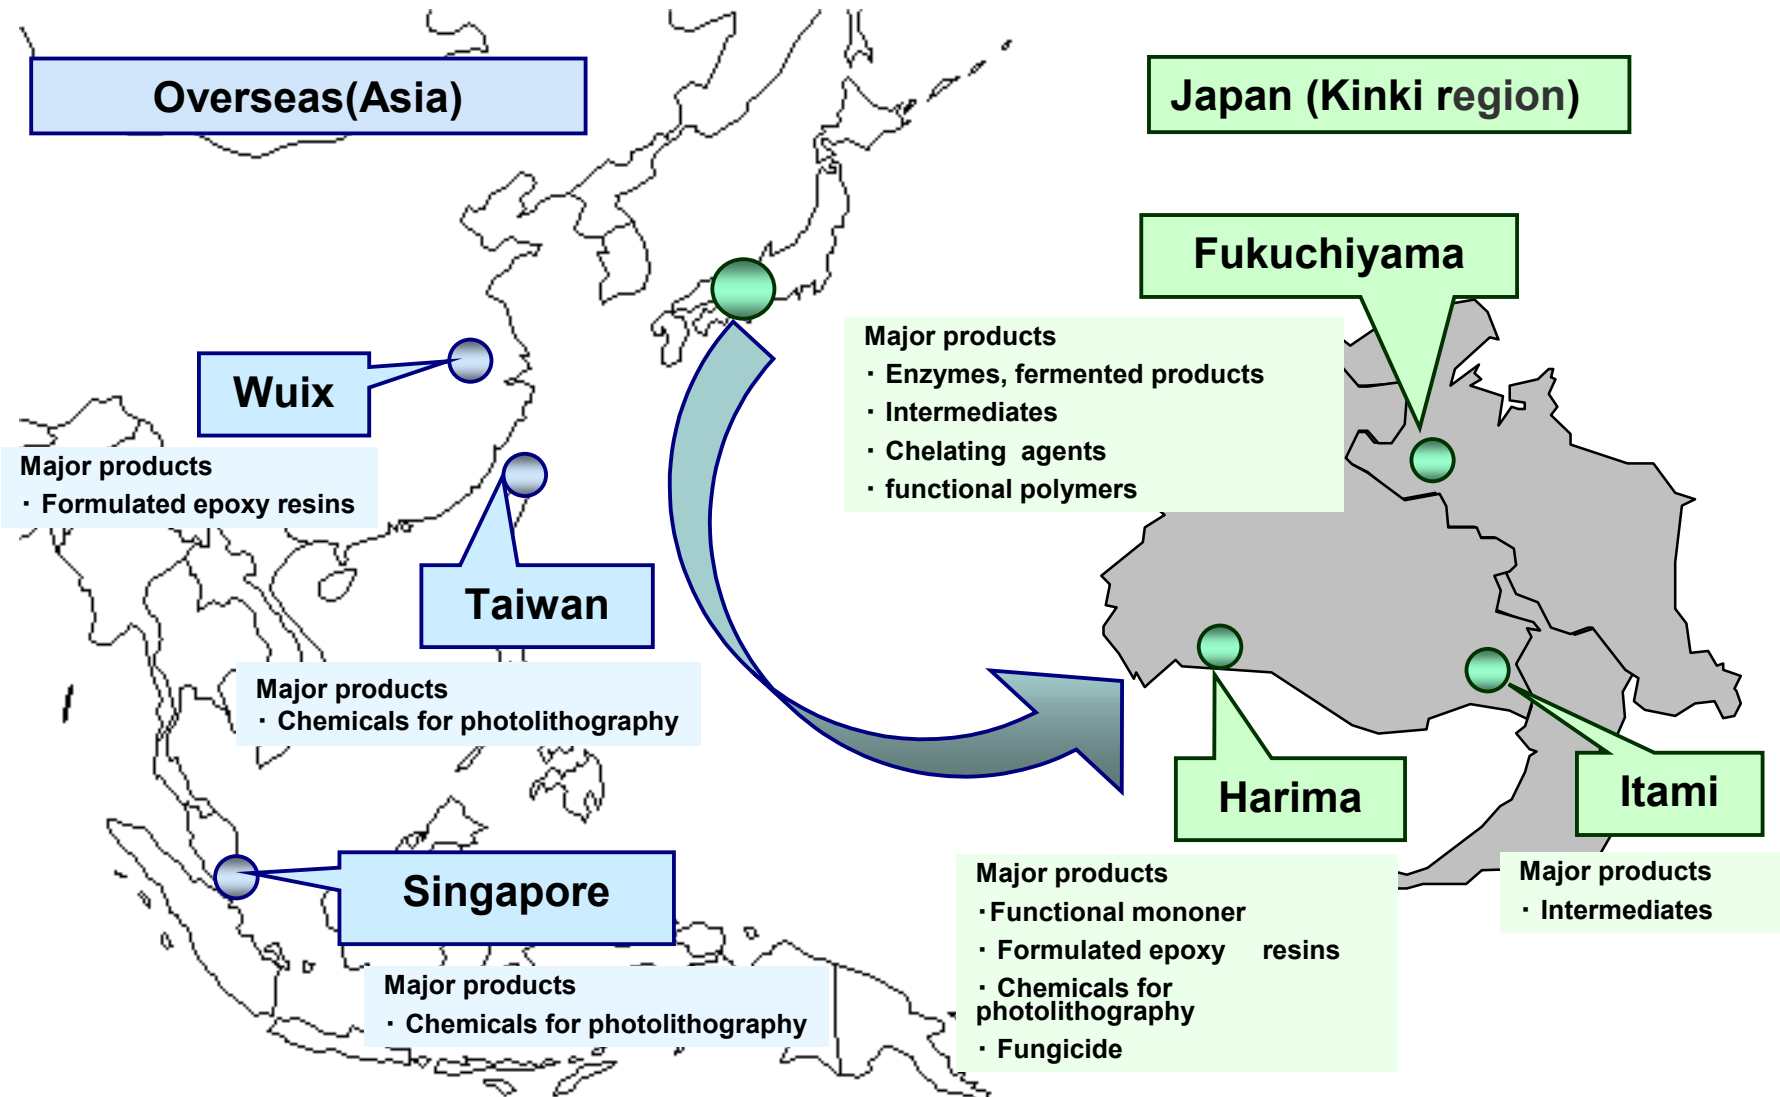 Overseas(Asia)
Japan (Kinki region)
Fukuchiyama
Major products
・Enzymes, fermented products
・Intermediates
・Chelating agents
・functional polymers
Wuix
Major products
・Formulated epoxy resins
Taiwan
Major products
・Chemicals for photolithography
Singapore
Major products
・Chemicals for photolithography
Harima
Major products
・Functional mononer
・Formulated epoxy resins
・Chemicals for
photolithography
・Fungicide
Itami
Major products
・Intermediates